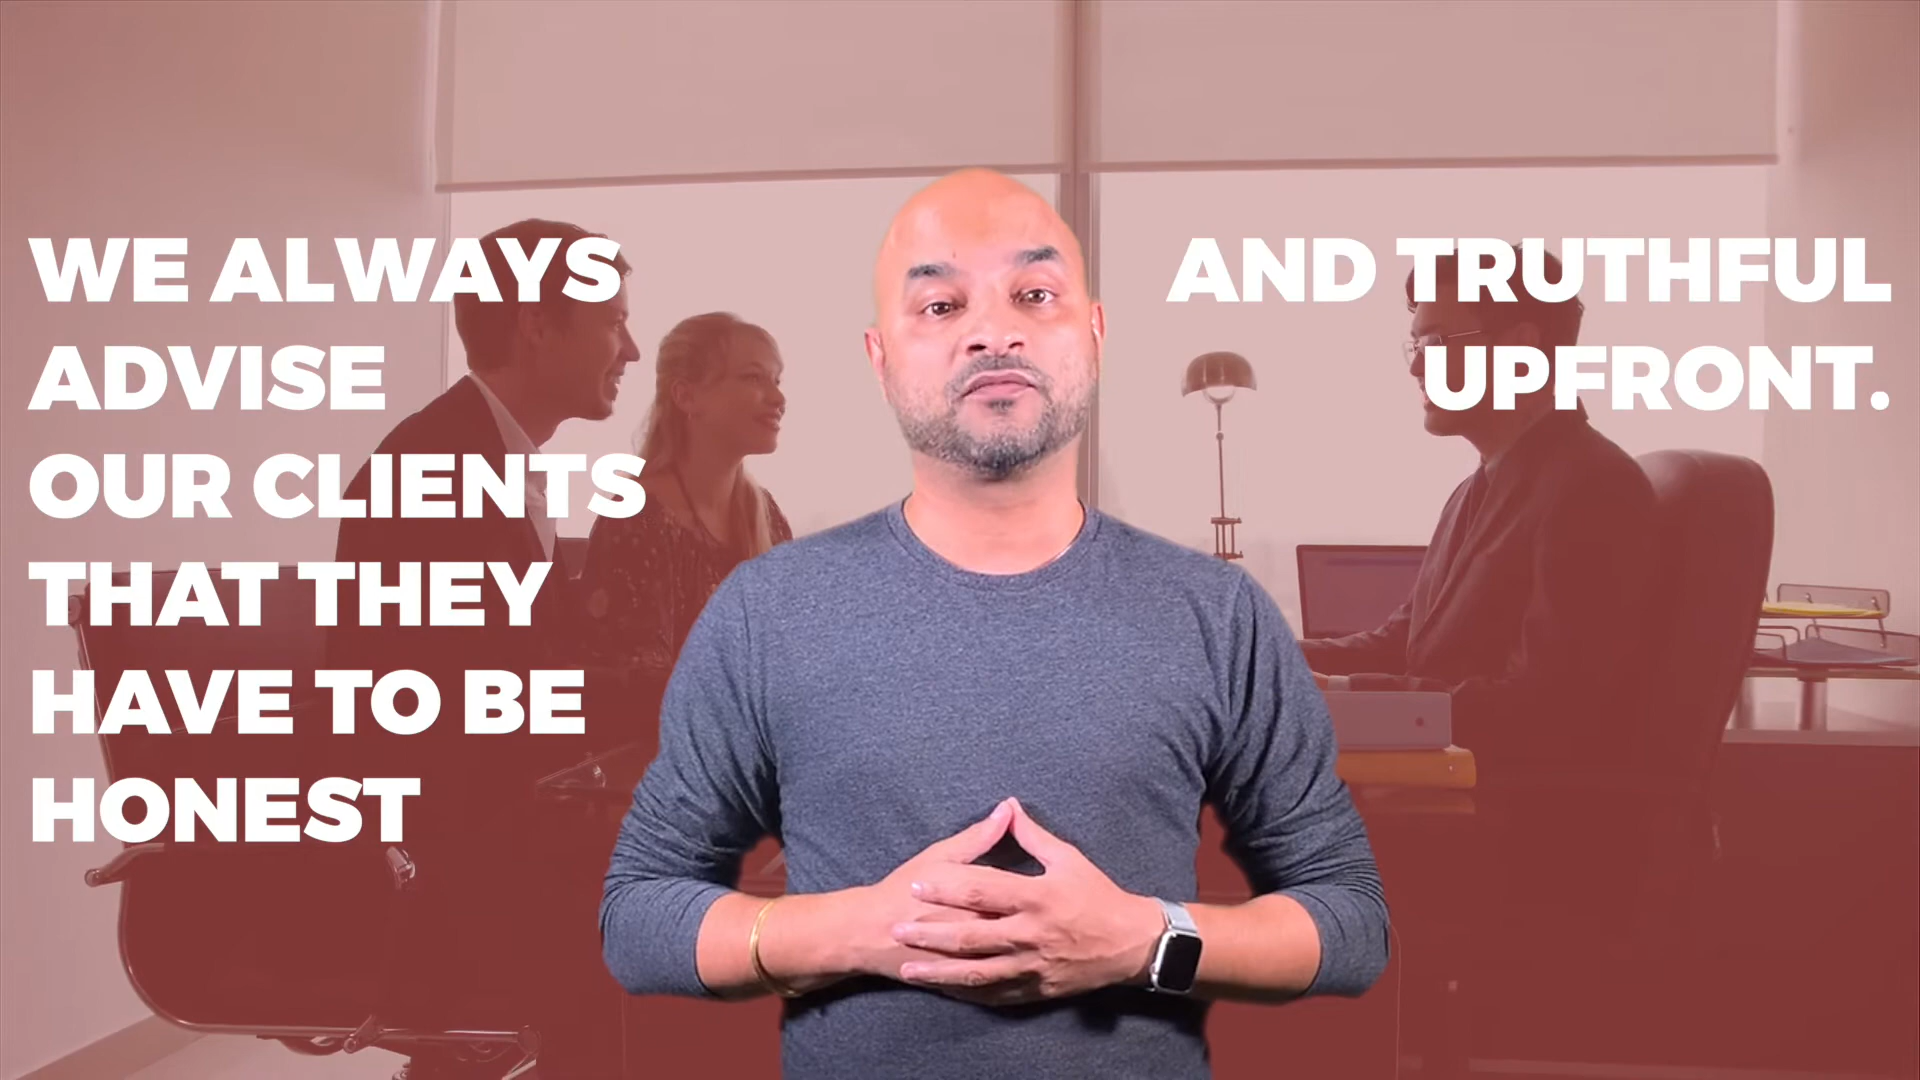 WE ALWAYS
ADVISE
OUR CLIENTS
THAT THEY
HAVE TO BE
HONEST
AND TRUTHFUL
UPFRONT.